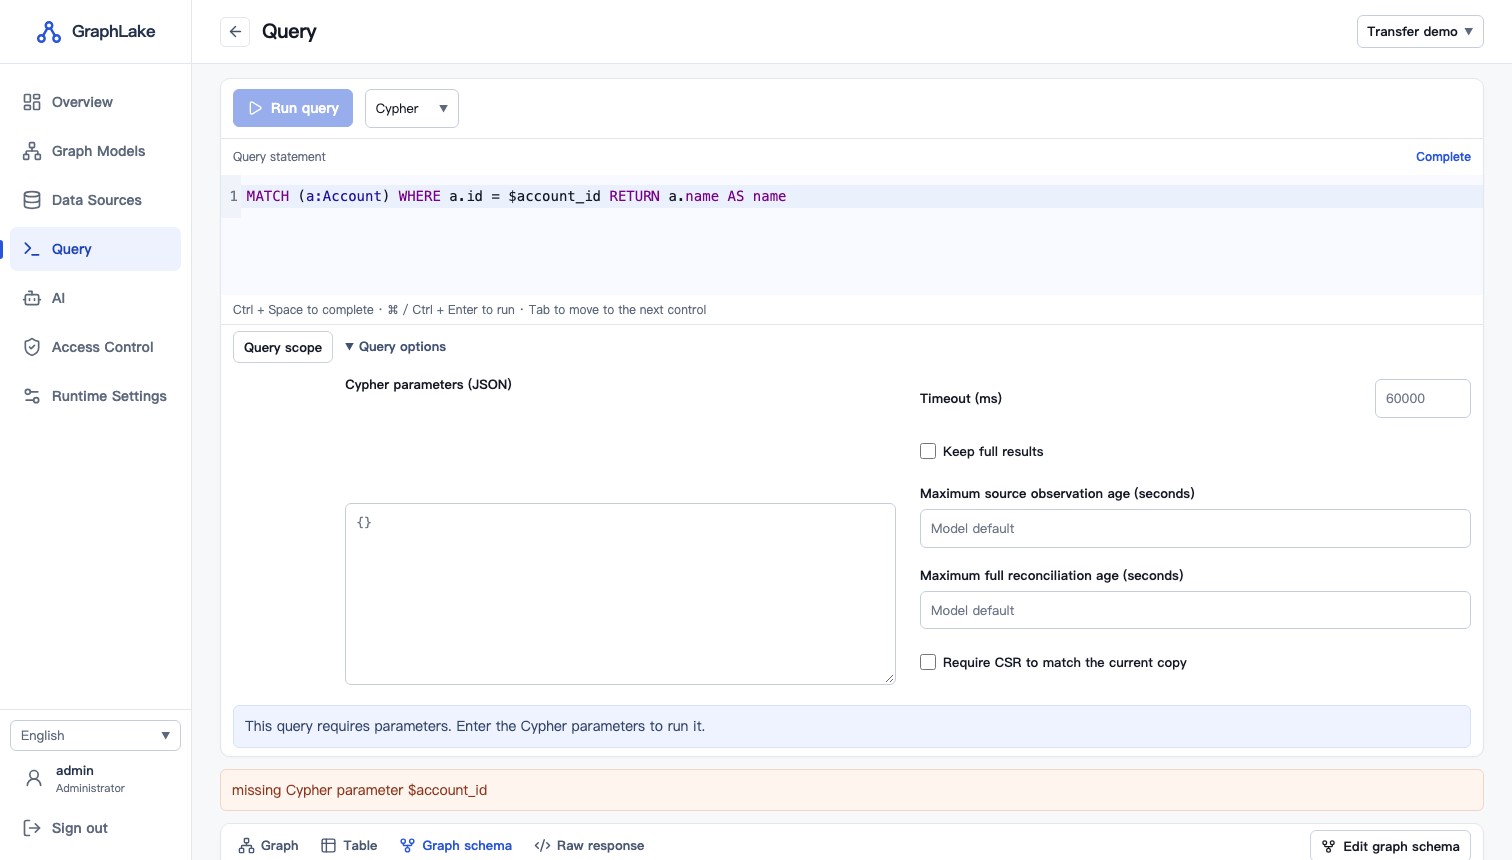 GraphLake
Query
Transfer demo ▼
Overview
Graph Models
Data Sources
Query
AI
Access Control
Runtime Settings
Run query
Cypher ▼
Query statement
Complete
1 MATCH (a:Account) WHERE a.id = $account_id RETURN a.name AS name
Ctrl + Space to complete · ⌘ / Ctrl + Enter to run · Tab to move to the next control
Query scope
▼ Query options
Cypher parameters (JSON)
{}
Timeout (ms)
60000
Keep full results
Maximum source observation age (seconds)
Model default
Maximum full reconciliation age (seconds)
Model default
Require CSR to match the current copy
This query requires parameters. Enter the Cypher parameters to run it.
missing Cypher parameter $account_id
Graph
Table
Graph schema
Raw response
Edit graph schema
English ▼
admin
Administrator
Sign out